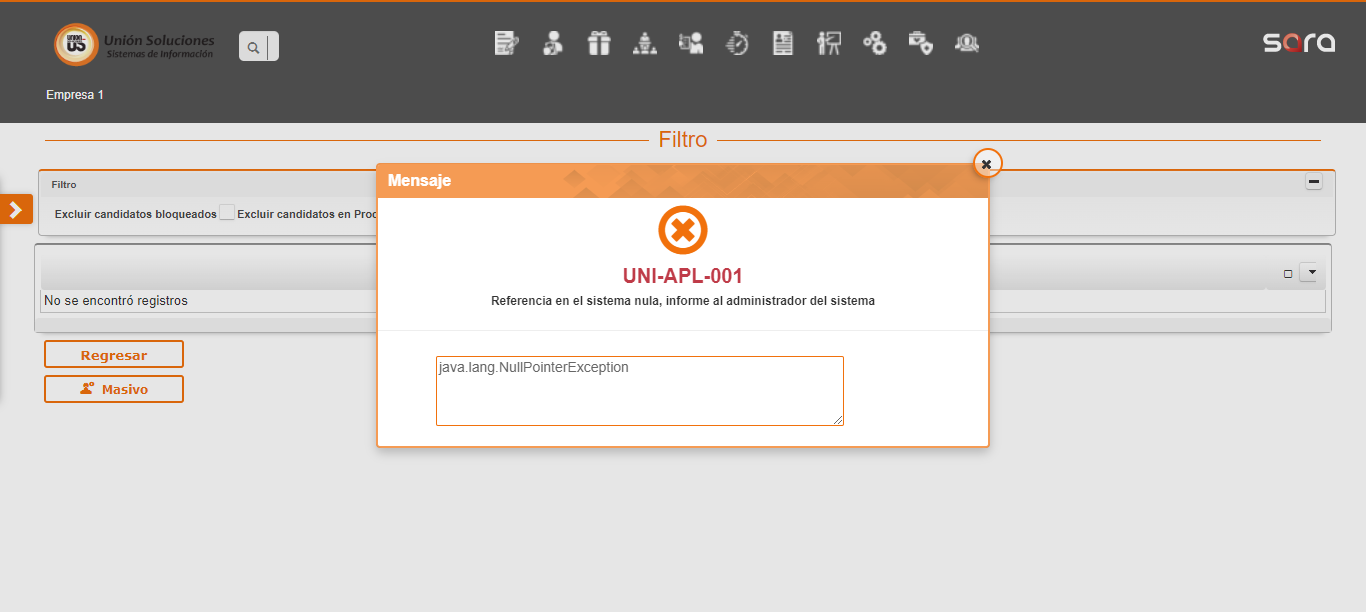 UNION
US
Unión Soluciones
Sistemas de Información
sara
Empresa 1
Filtro
Filtro
Excluir candidatos bloqueados Excluir candidatos en Proc
Mensaje
UNI-APL-001
Referencia en el sistema nula, informe al administrador del sistema
java.lang.NullPointerException
No se encontró registros
Regresar
Masivo